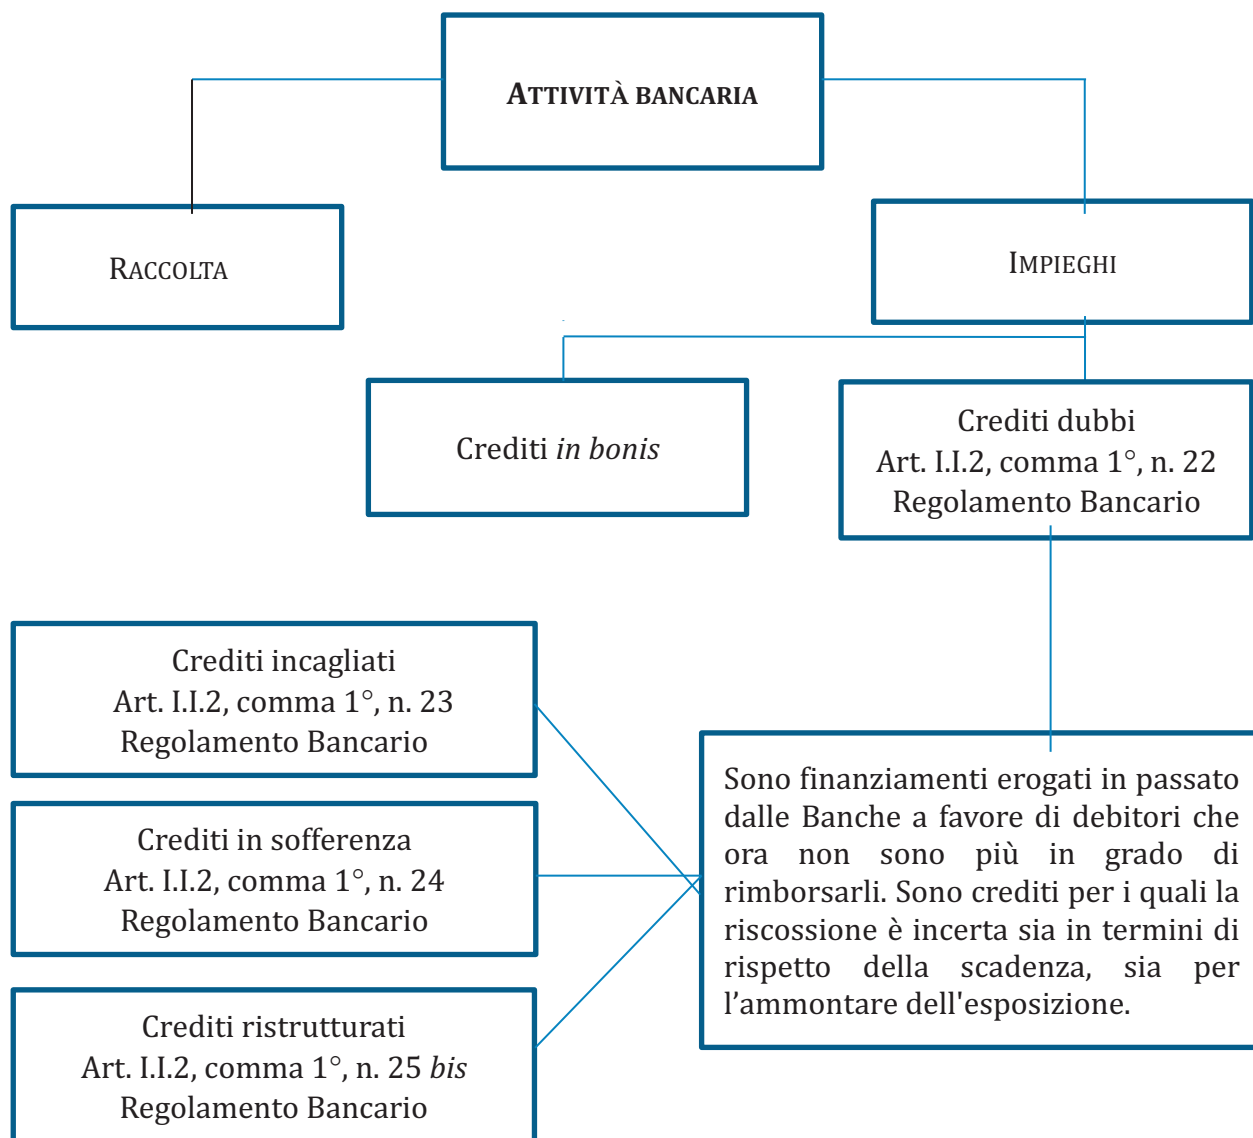 ATTIVITÀ BANCARIA
RACCOLTA
IMPIEGHI
Crediti in bonis
Crediti dubbi
Art. I.I.2, comma 1°, n. 22
Regolamento Bancario
Crediti incagliati
Art. I.I.2, comma 1°, n. 23
Regolamento Bancario
Crediti in sofferenza
Art. I.I.2, comma 1°, n. 24
Regolamento Bancario
Crediti ristrutturati
Art. I.I.2, comma 1°, n. 25 bis
Regolamento Bancario
Sono finanziamenti erogati in passato
dalle Banche a favore di debitori che
ora non sono più in grado di
rimborsarli. Sono crediti per i quali la
riscossione è incerta sia in termini di
rispetto della scadenza, sia per
l’ammontare dell'esposizione.